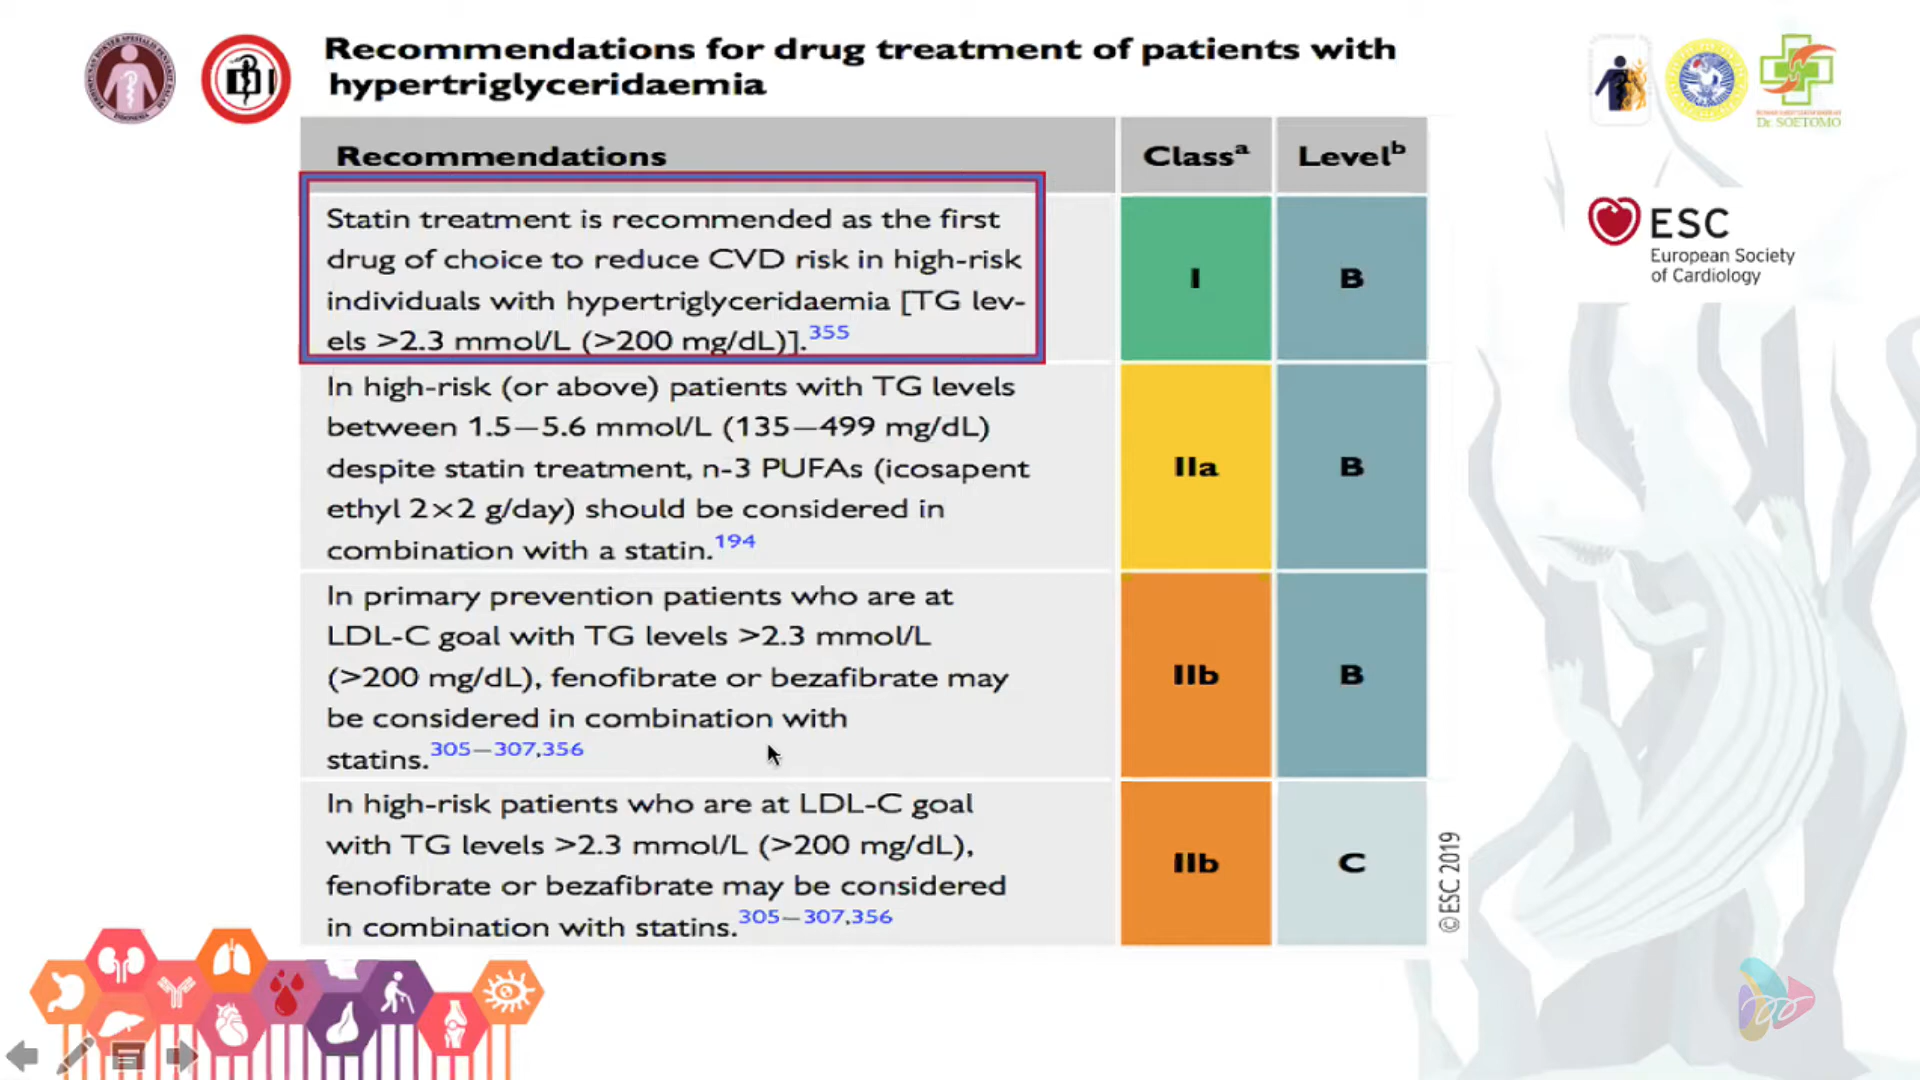 Recommendations for drug treatment of patients with
hypertriglyceridaemia
Recommendations Classᵃ Levelᵇ
Statin treatment is recommended as the first
drug of choice to reduce CVD risk in high-risk
individuals with hypertriglyceridaemia [TG lev-
els >2.3 mmol/L (>200 mg/dL)].355
I B
In high-risk (or above) patients with TG levels
between 1.5–5.6 mmol/L (135–499 mg/dL)
despite statin treatment, n-3 PUFAs (icosapent
ethyl 2×2 g/day) should be considered in
combination with a statin.194
IIa B
In primary prevention patients who are at
LDL-C goal with TG levels >2.3 mmol/L
(>200 mg/dL), fenofibrate or bezafibrate may
be considered in combination with
statins.305–307,356
IIb B
In high-risk patients who are at LDL-C goal
with TG levels >2.3 mmol/L (>200 mg/dL),
fenofibrate or bezafibrate may be considered
in combination with statins.305–307,356
IIb C
©ESC 2019
ESC
European Society
of Cardiology
Dr. SOETOMO
IDI
INDONESIA